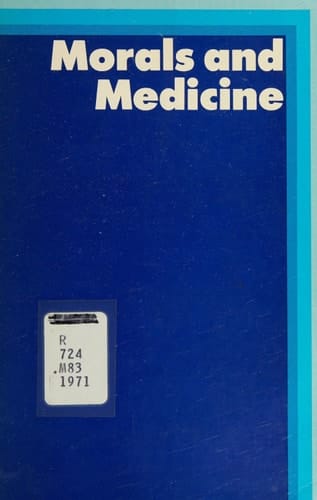 Morals and
Medicine
R
724
.M83
1971